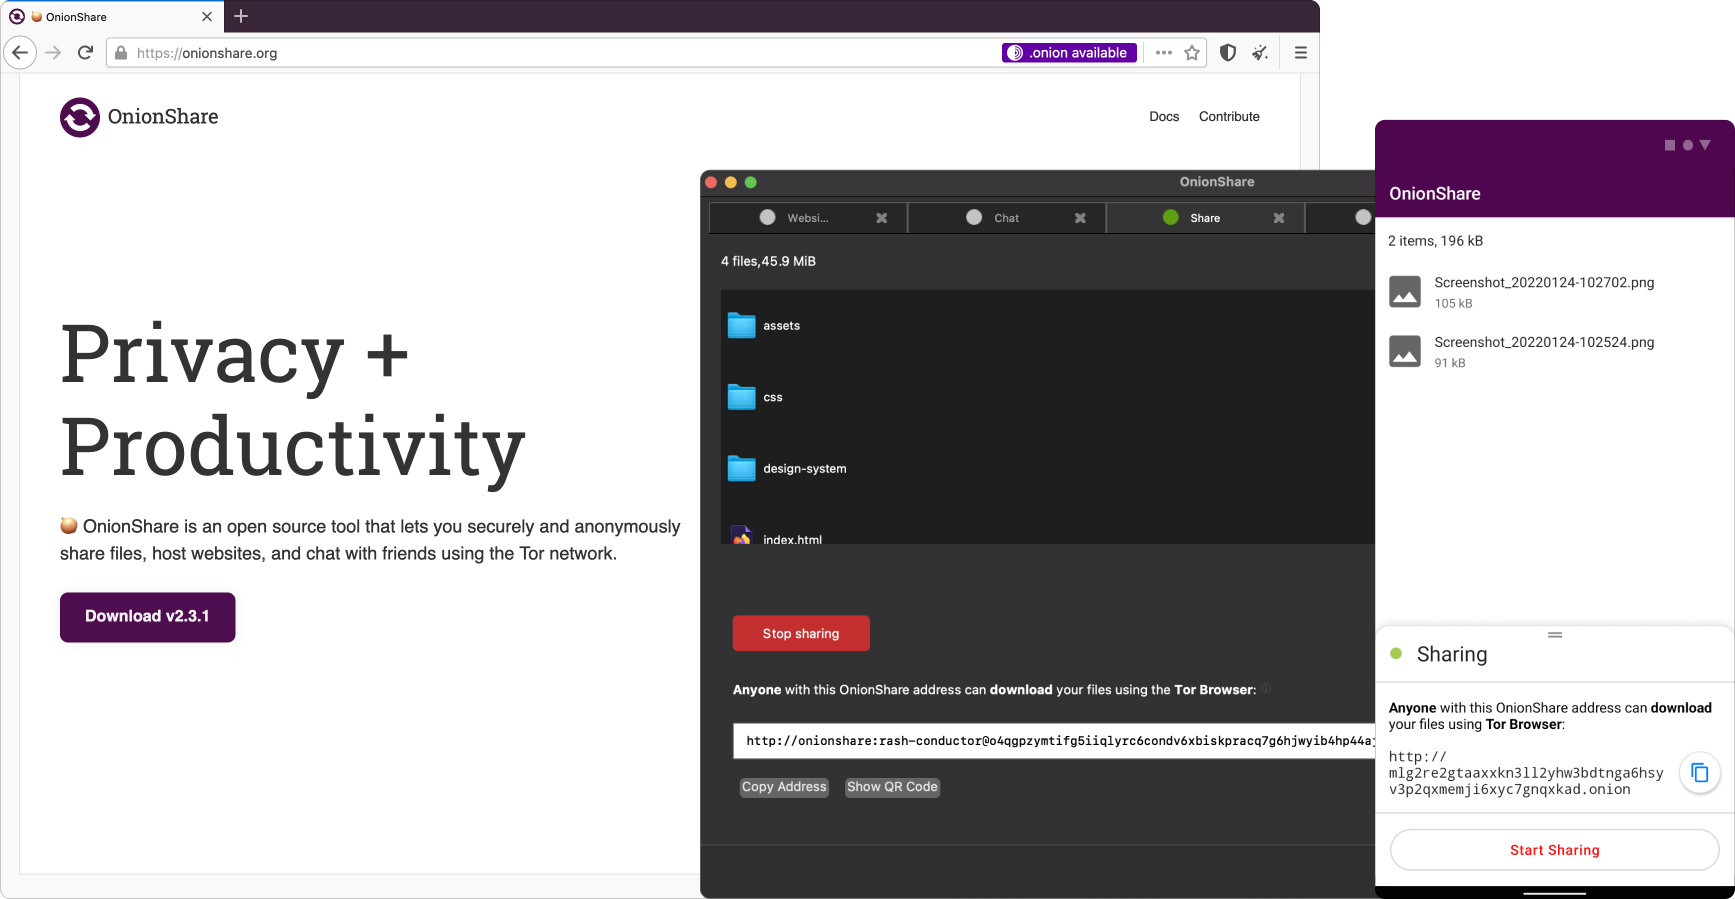 OnionShare
https://onionshare.org
.onion available
OnionShare
Docs
Contribute
Privacy +
Productivity
OnionShare is an open source tool that lets you securely and anonymously
share files, host websites, and chat with friends using the Tor network.
Download v2.3.1
OnionShare
Websi...
Chat
Share
4 files,45.9 MiB
assets
css
design-system
index.html
Stop sharing
Anyone with this OnionShare address can download your files using the Tor Browser:
http://onionshare:rash-conductor@o4qgpzymtifg5iiqlyrc6condv6xbiskpracq7g6hjwyib4hp44a
Copy Address
Show QR Code
OnionShare
2 items, 196 kB
Screenshot_20220124-102702.png
105 kB
Screenshot_20220124-102524.png
91 kB
Sharing
Anyone with this OnionShare address can download
your files using Tor Browser:
http://
mlg2re2gtaaxxkn3ll2yhw3bdtnga6hsy
v3p2qxmemji6xyc7gnqxkad.onion
Start Sharing